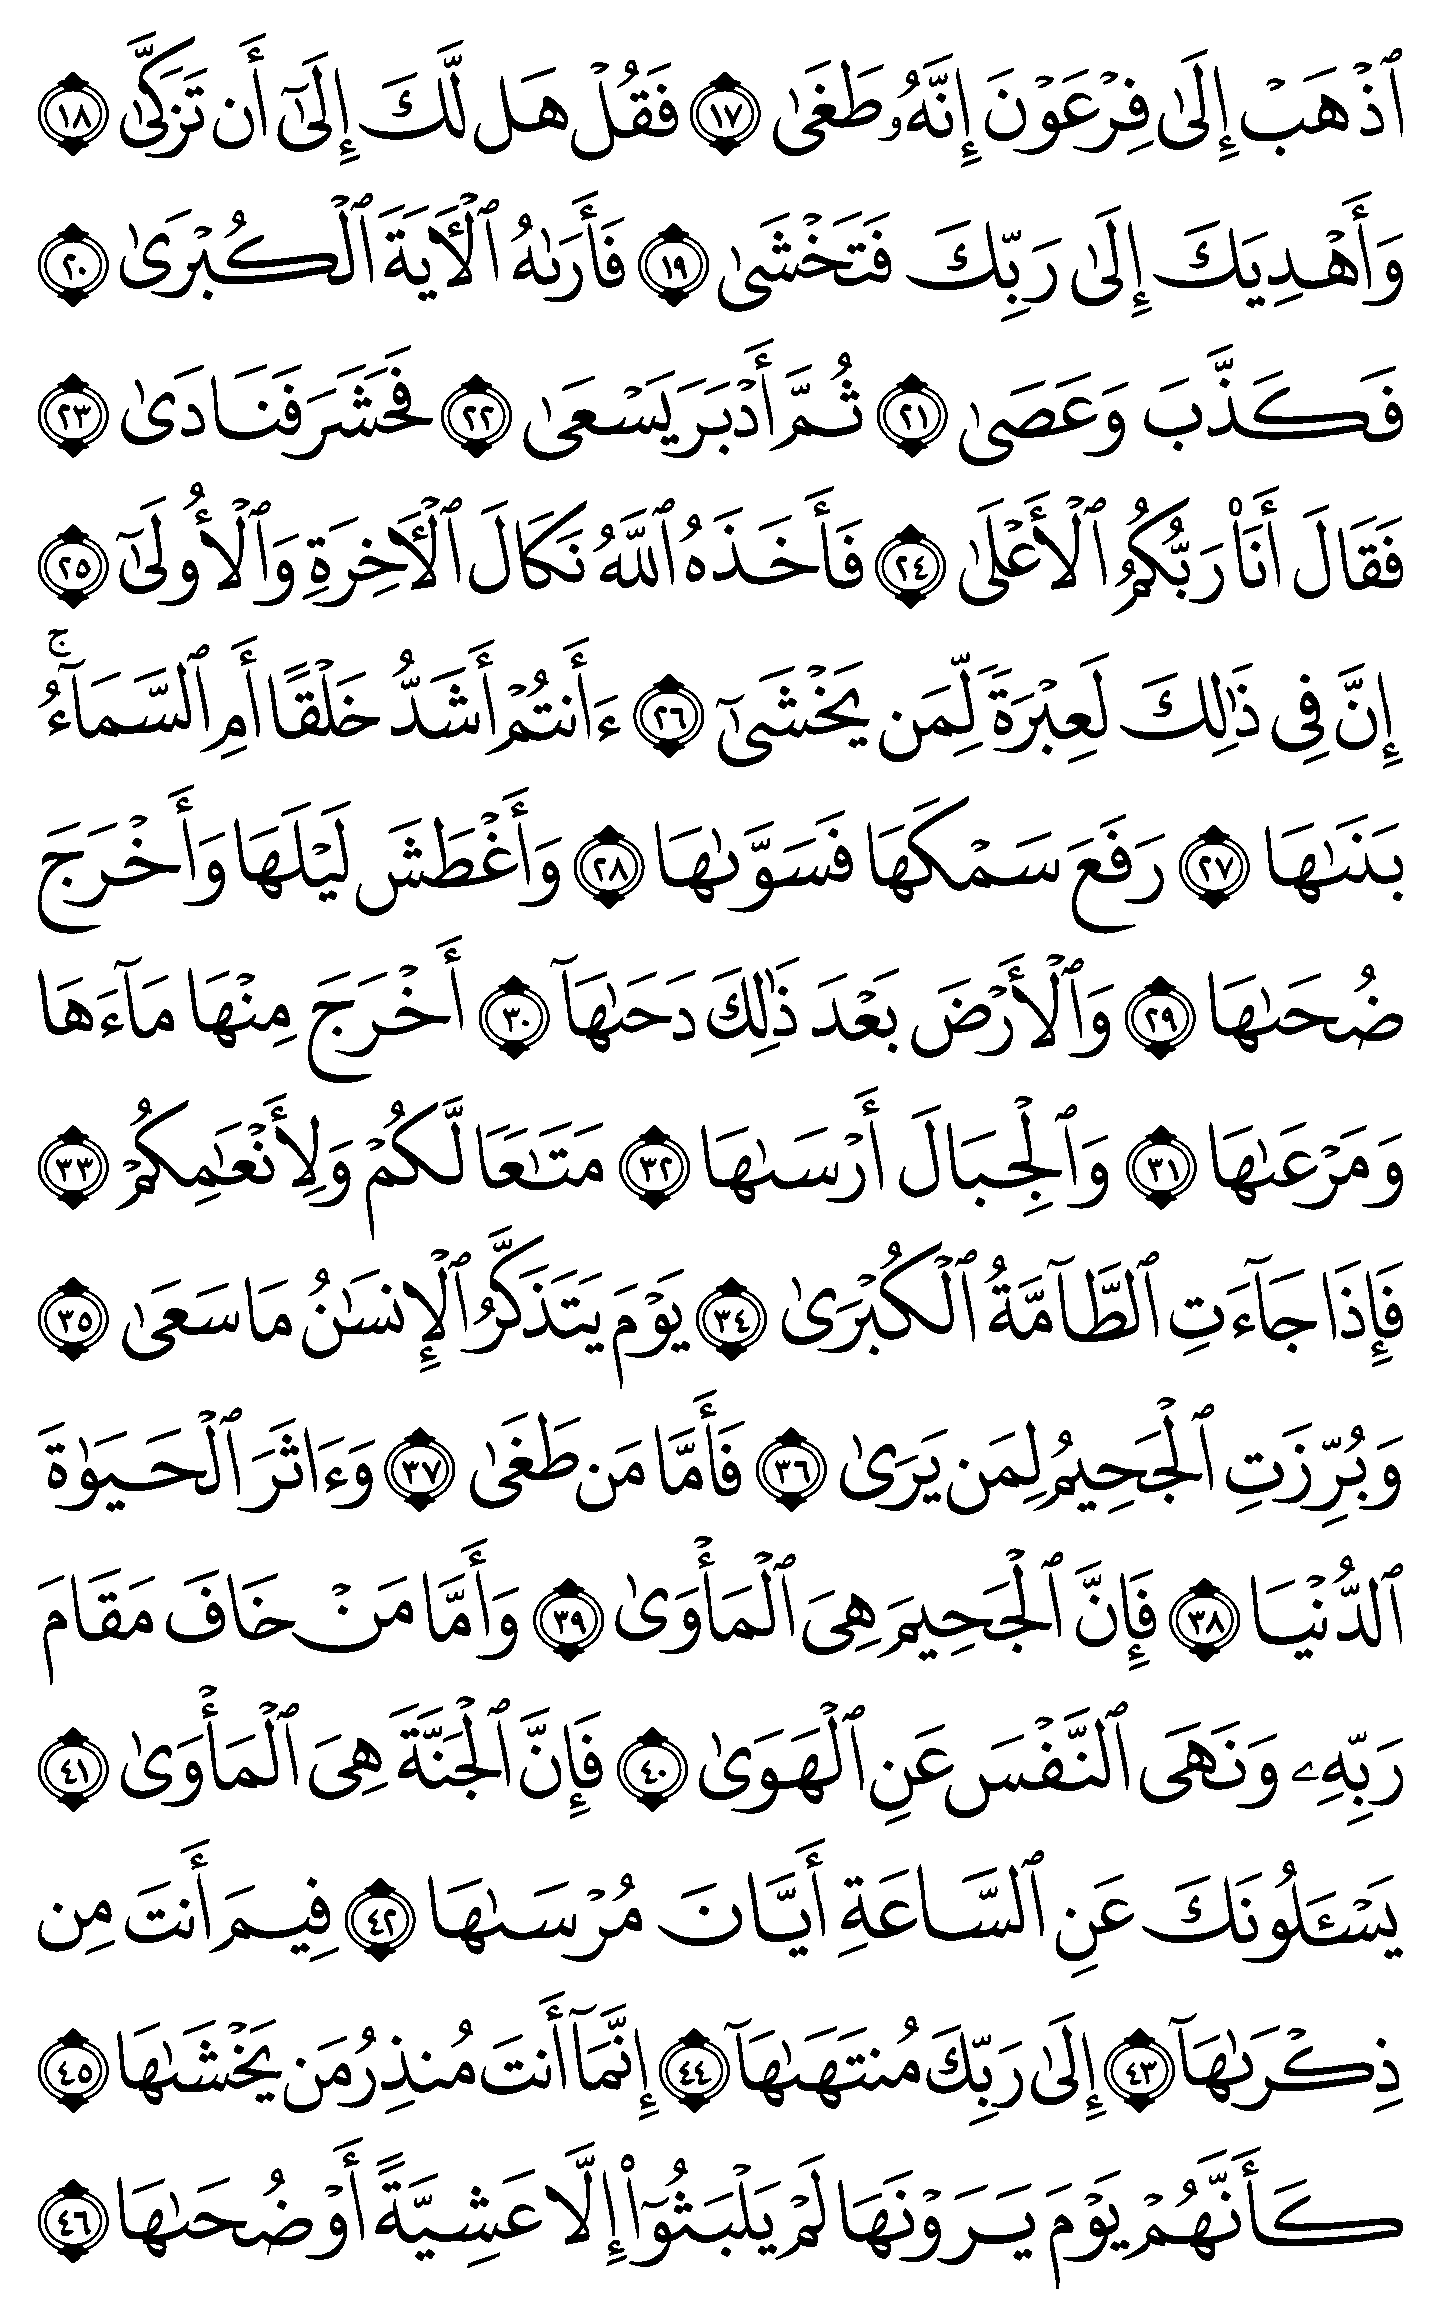 ٱذْهَبْ إِلَىٰ فِرْعَوْنَ إِنَّهُۥ طَغَىٰ ١٧ فَقُلْ هَل لَّكَ إِلَىٰٓ أَن تَزَكَّىٰ ١٨
وَأَهْدِيَكَ إِلَىٰ رَبِّكَ فَتَخْشَىٰ ١٩ فَأَرَىٰهُ ٱلْـَٔايَةَ ٱلْكُبْرَىٰ ٢٠
فَكَذَّبَ وَعَصَىٰ ٢١ ثُمَّ أَدْبَرَ يَسْعَىٰ ٢٢ فَحَشَرَ فَنَادَىٰ ٢٣
فَقَالَ أَنَا۠ رَبُّكُمُ ٱلْأَعْلَىٰ ٢٤ فَأَخَذَهُ ٱللَّهُ نَكَالَ ٱلْـَٔاخِرَةِ وَٱلْأُولَىٰٓ ٢٥
إِنَّ فِى ذَٰلِكَ لَعِبْرَةً لِّمَن يَخْشَىٰٓ ٢٦ ءَأَنتُمْ أَشَدُّ خَلْقًا أَمِ ٱلسَّمَآءُ ۚ
بَنَىٰهَا ٢٧ رَفَعَ سَمْكَهَا فَسَوَّىٰهَا ٢٨ وَأَغْطَشَ لَيْلَهَا وَأَخْرَجَ
ضُحَىٰهَا ٢٩ وَٱلْأَرْضَ بَعْدَ ذَٰلِكَ دَحَىٰهَآ ٣٠ أَخْرَجَ مِنْهَا مَآءَهَا
وَمَرْعَىٰهَا ٣١ وَٱلْجِبَالَ أَرْسَىٰهَا ٣٢ مَتَـٰعًا لَّكُمْ وَلِأَنْعَـٰمِكُمْ ٣٣
فَإِذَا جَآءَتِ ٱلطَّآمَّةُ ٱلْكُبْرَىٰ ٣٤ يَوْمَ يَتَذَكَّرُ ٱلْإِنسَـٰنُ مَا سَعَىٰ ٣٥
وَبُرِّزَتِ ٱلْجَحِيمُ لِمَن يَرَىٰ ٣٦ فَأَمَّا مَن طَغَىٰ ٣٧ وَءَاثَرَ ٱلْحَيَوٰةَ
ٱلدُّنْيَا ٣٨ فَإِنَّ ٱلْجَحِيمَ هِىَ ٱلْمَأْوَىٰ ٣٩ وَأَمَّا مَنْ خَافَ مَقَامَ
رَبِّهِۦ وَنَهَى ٱلنَّفْسَ عَنِ ٱلْهَوَىٰ ٤٠ فَإِنَّ ٱلْجَنَّةَ هِىَ ٱلْمَأْوَىٰ ٤١
يَسْـَٔلُونَكَ عَنِ ٱلسَّاعَةِ أَيَّانَ مُرْسَىٰهَا ٤٢ فِيمَ أَنتَ مِن
ذِكْرَىٰهَآ ٤٣ إِلَىٰ رَبِّكَ مُنتَهَىٰهَآ ٤٤ إِنَّمَآ أَنتَ مُنذِرُ مَن يَخْشَىٰهَا ٤٥
كَأَنَّهُمْ يَوْمَ يَرَوْنَهَا لَمْ يَلْبَثُوٓا۟ إِلَّا عَشِيَّةً أَوْ ضُحَىٰهَا ٤٦